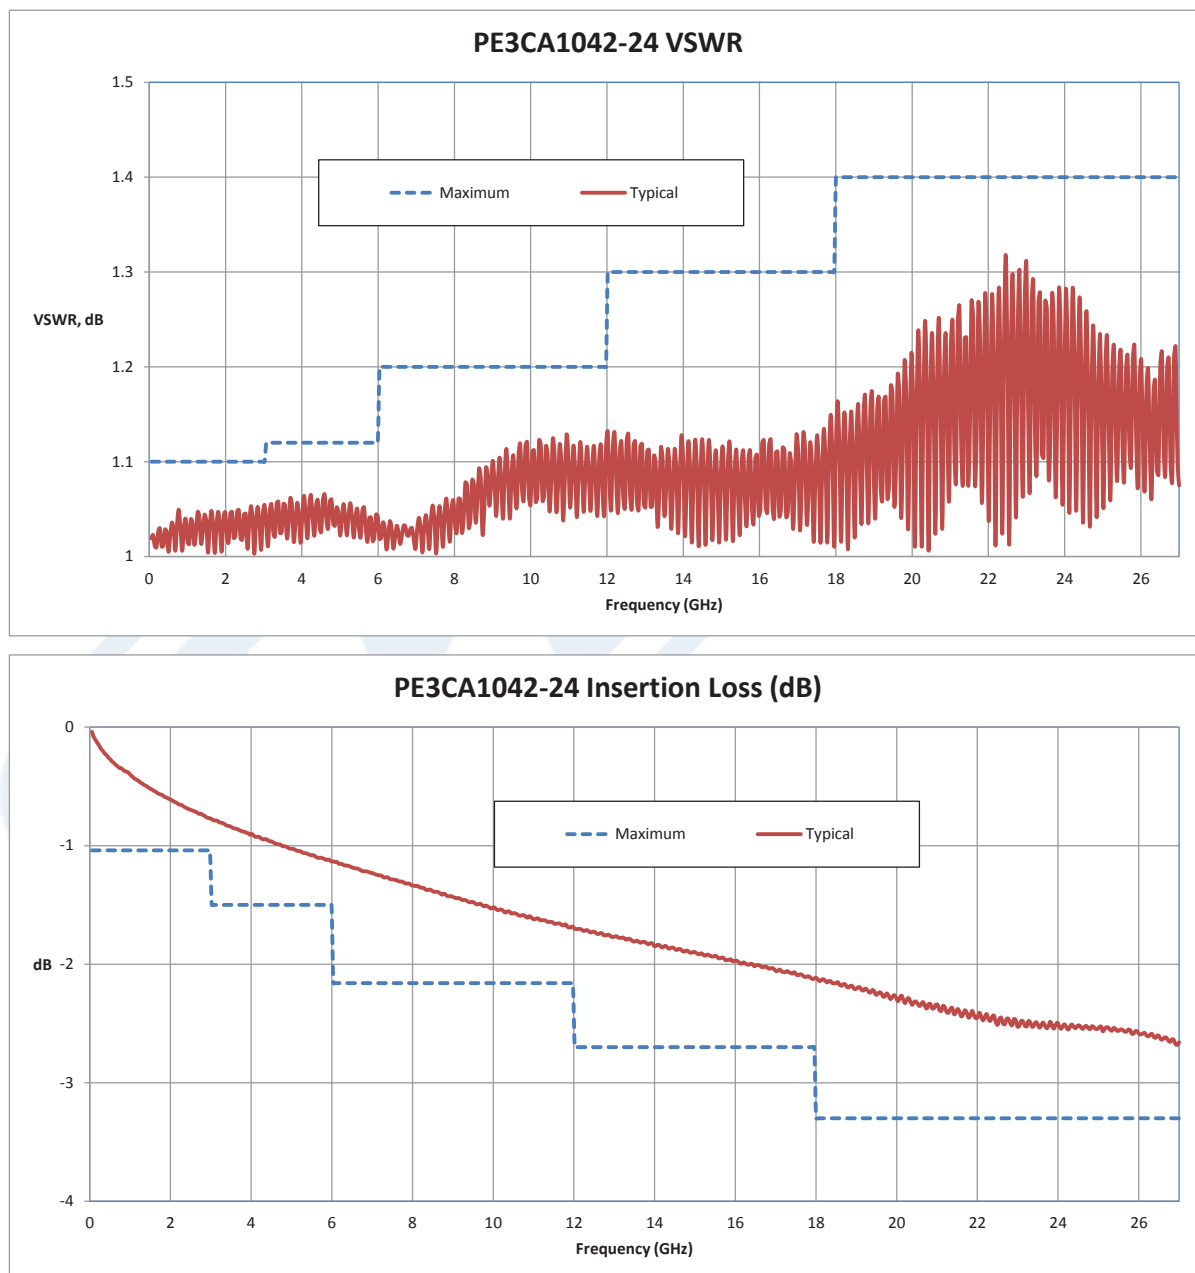 PE3CA1042-24 VSWR
1.5
1.4
1.3
1.2
1.1
1
VSWR, dB
Maximum
Typical
0 2 4 6 8 10 12 14 16 18 20 22 24 26
Frequency (GHz)
PE3CA1042-24 Insertion Loss (dB)
0
-1
-2
-3
-4
dB
Maximum
Typical
0 2 4 6 8 10 12 14 16 18 20 22 24 26
Frequency (GHz)